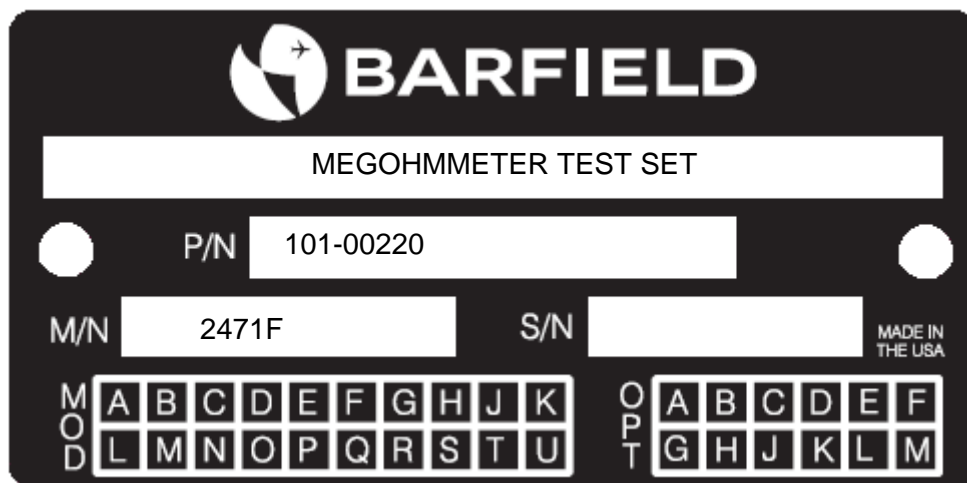 BARFIELD
MEGOHMMETER TEST SET
P/N 101-00220
M/N 2471F S/N MADE IN THE USA
MOD A B C D E F G H J K
L M N O P Q R S T U
OPT A B C D E F
G H J K L M